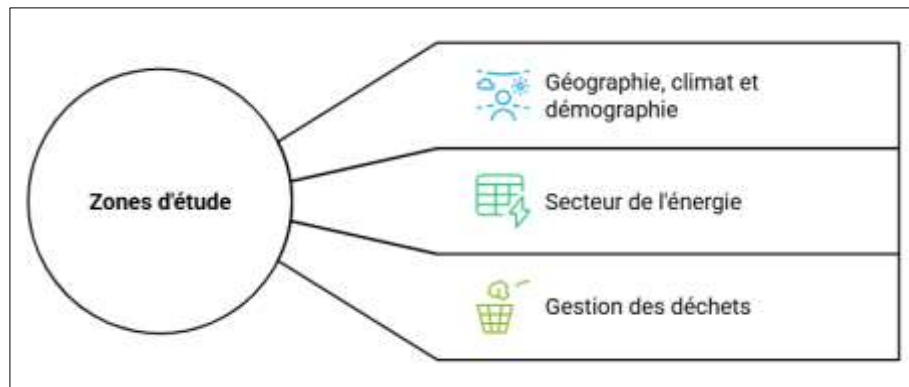 Zones d'étude
Géographie, climat et
démographie
Secteur de l'énergie
Gestion des déchets